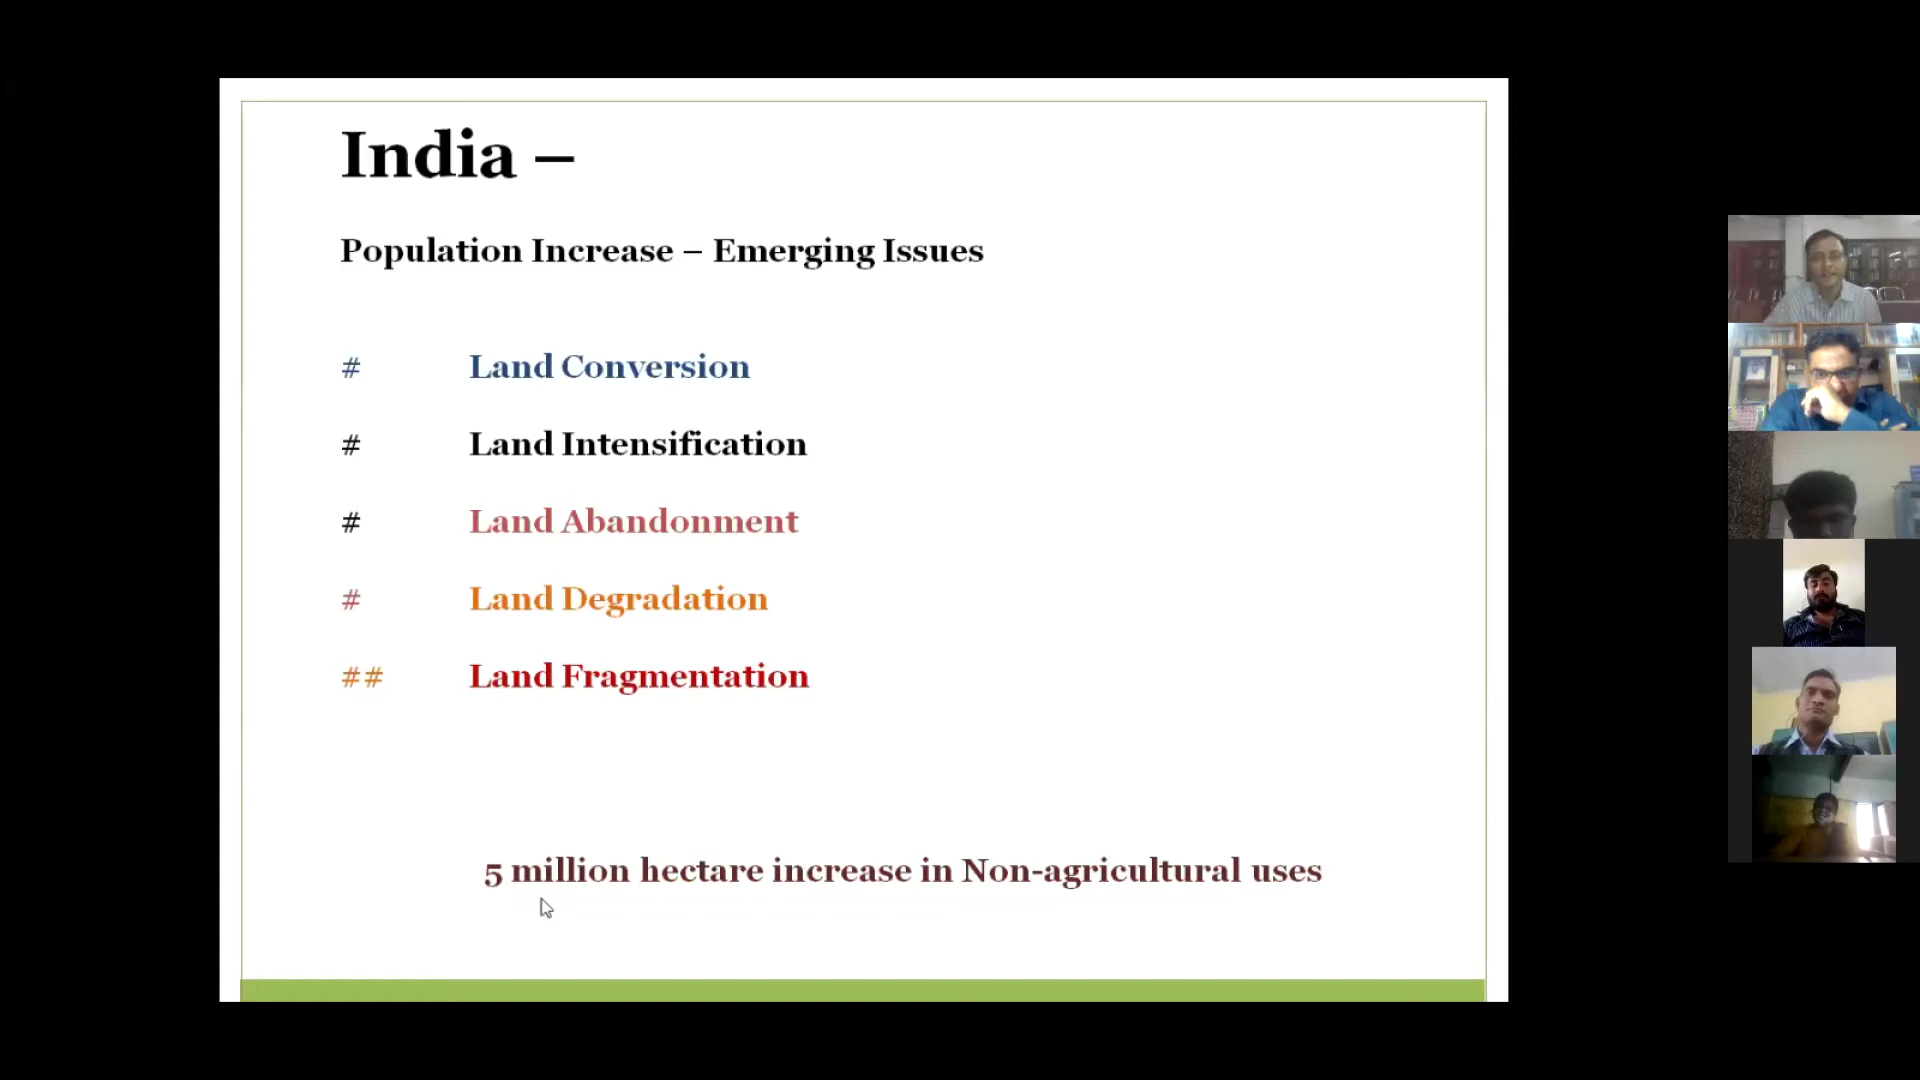 India –
Population Increase – Emerging Issues
# Land Conversion
# Land Intensification
# Land Abandonment
# Land Degradation
## Land Fragmentation
5 million hectare increase in Non-agricultural uses